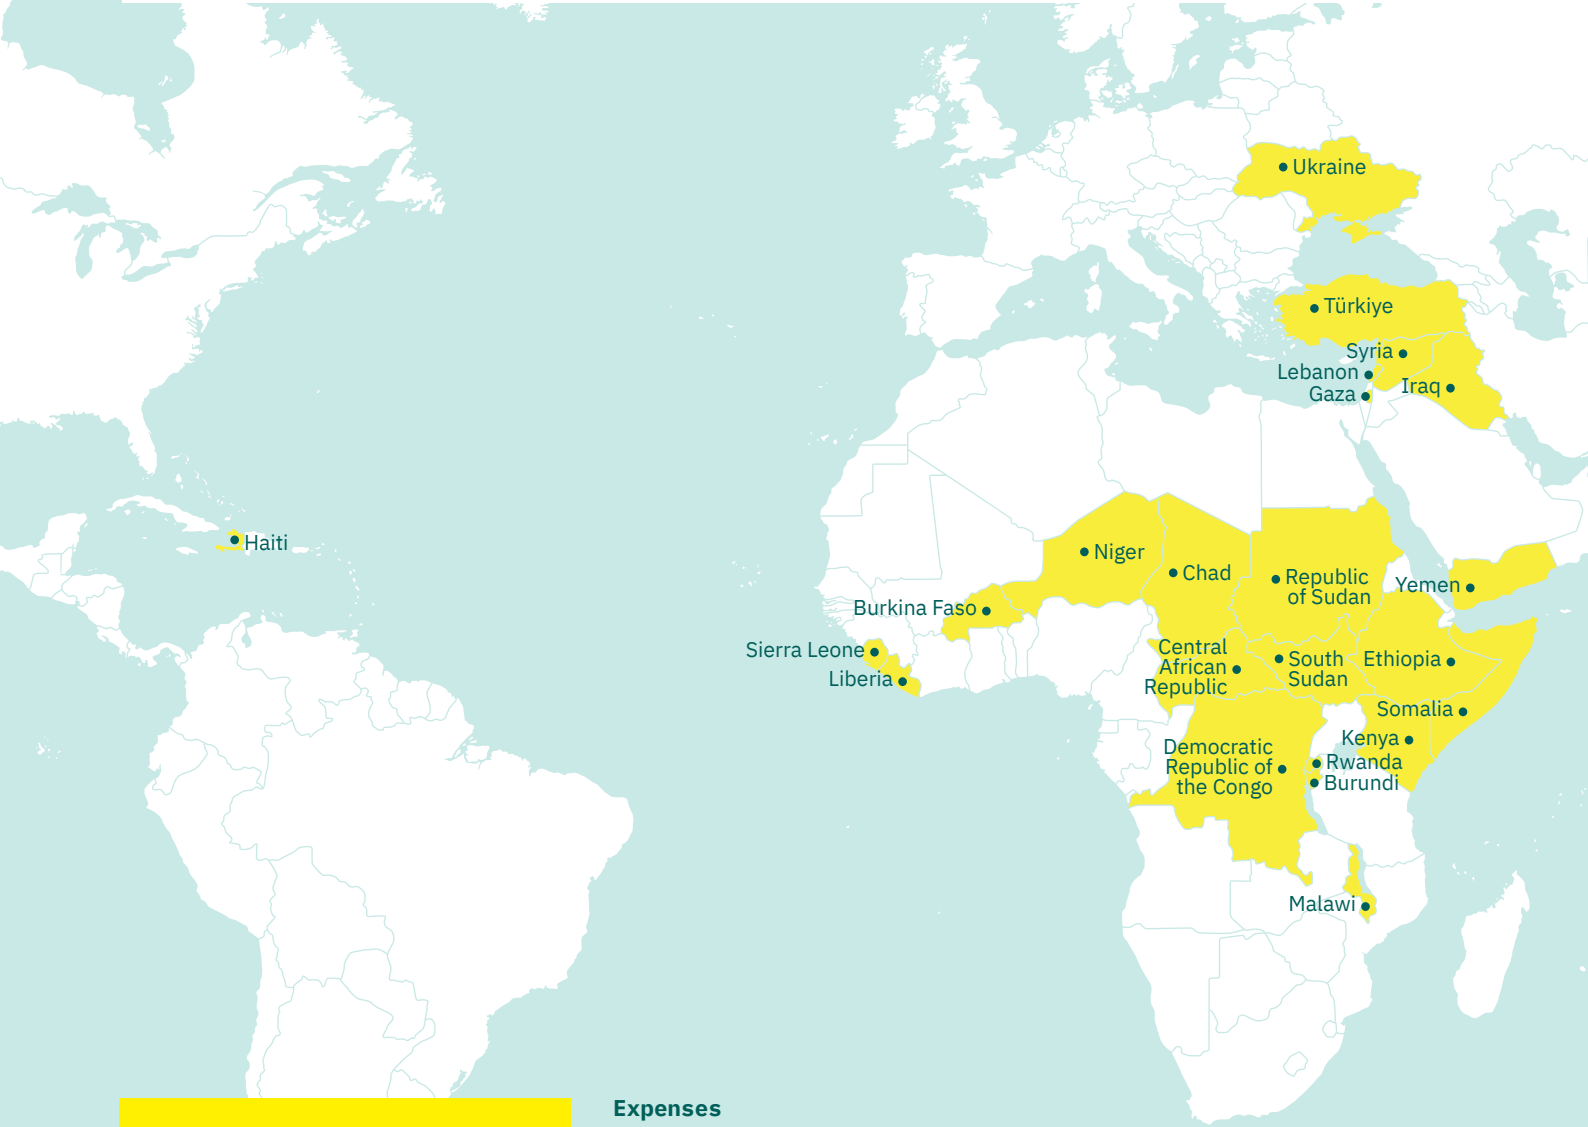 Ukraine
Türkiye
Syria
Lebanon
Iraq
Gaza
Haiti
Niger
Chad
Republic
of Sudan
Yemen
Burkina Faso
Sierra Leone
Liberia
Central
African
Republic
South
Sudan
Ethiopia
Somalia
Kenya
Democratic
Republic of
the Congo
Rwanda
Burundi
Malawi
Expenses